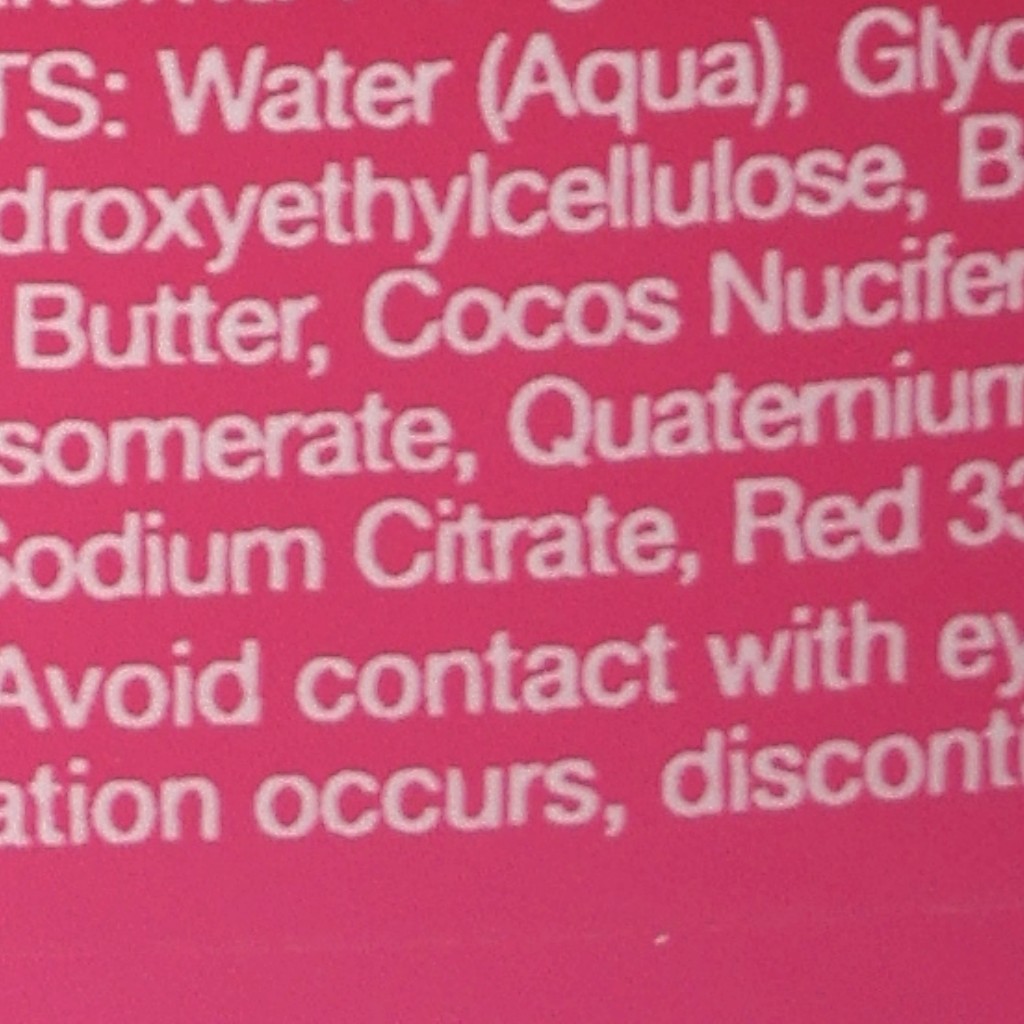 TS: Water (Aqua), Glyc
droxyethylcellulose, B
Butter, Cocos Nucifer
somerate, Quaternium
Sodium Citrate, Red 33
Avoid contact with ey
ation occurs, disconti